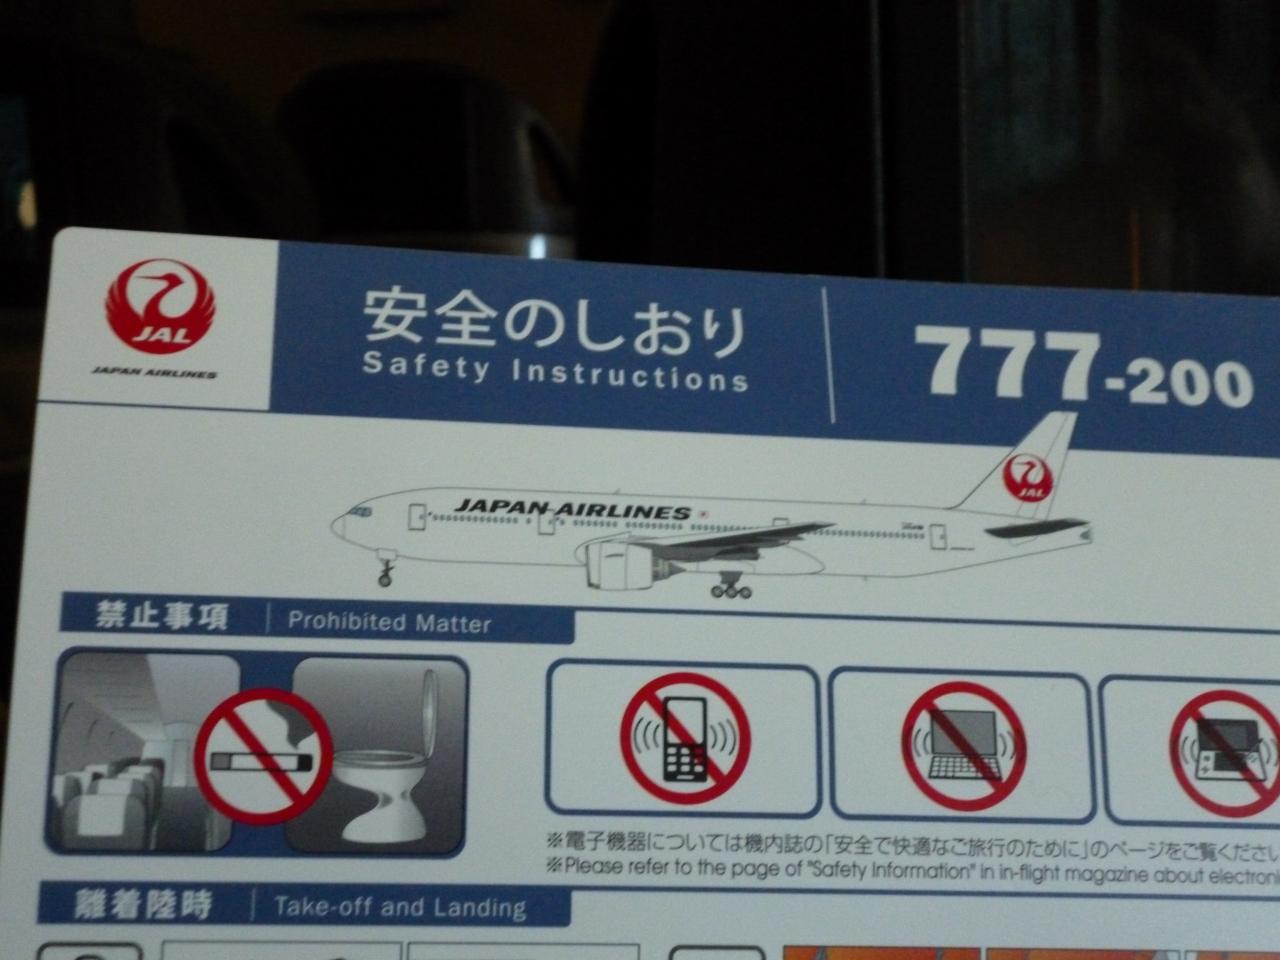 JAL
JAPAN AIRLINES
安全のしおり
Safety Instructions
777-200
JAPAN AIRLINES
JAL
禁止事項
Prohibited Matter
※電子機器については機内誌の「安全で快適なご旅行のために」のページをご覧ください
※Please refer to the page of "Safety Information" in in-flight magazine about electroni
離着陸時
Take-off and Landing